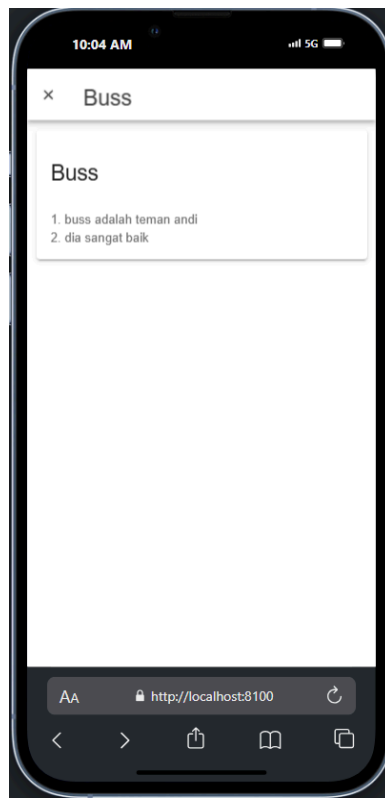 10:04 AM
5G
× Buss
Buss
1. buss adalah teman andi
2. dia sangat baik
AA
http://localhost:8100